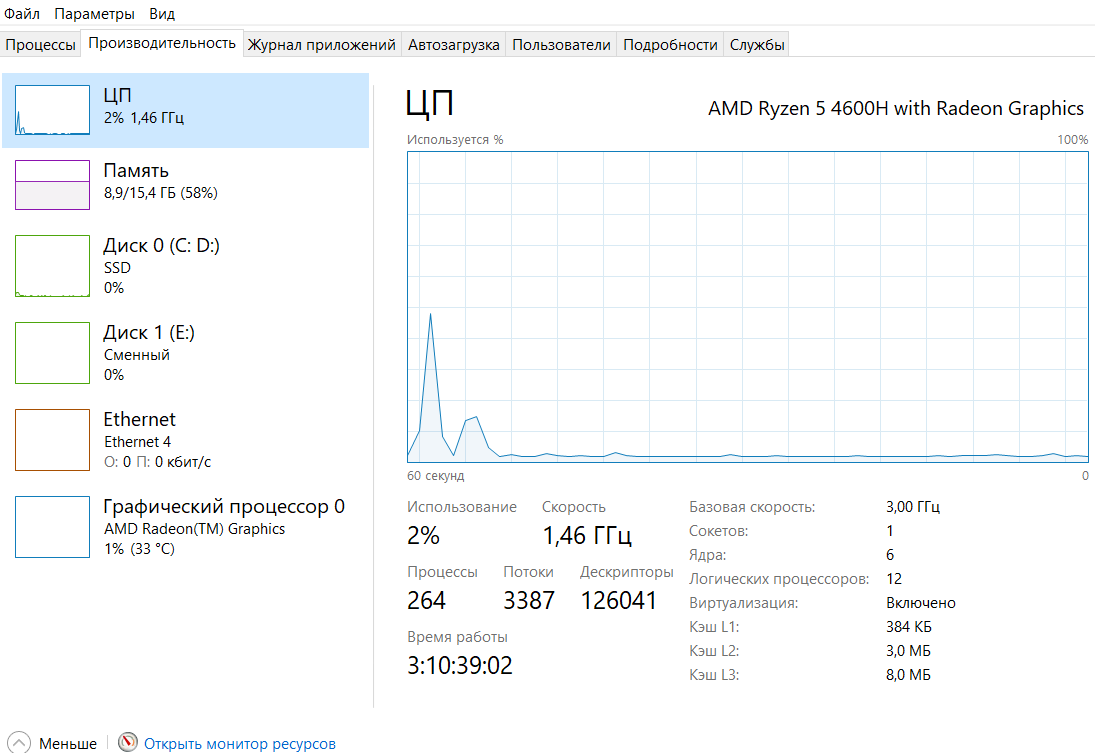 Файл Параметры Вид
Процессы Производительность Журнал приложений Автозагрузка Пользователи Подробности Службы
ЦП
2% 1,46 ГГц
Память
8,9/15,4 ГБ (58%)
Диск 0 (C: D:)
SSD
0%
Диск 1 (E:)
Сменный
0%
Ethernet
Ethernet 4
О: 0 П: 0 кбит/с
Графический процессор 0
AMD Radeon(TM) Graphics
1% (33 °C)
ЦП AMD Ryzen 5 4600H with Radeon Graphics
Используется % 100%
60 секунд 0
Использование Скорость
2% 1,46 ГГц
Процессы Потоки Дескрипторы
264 3387 126041
Время работы
3:10:39:02
Базовая скорость: 3,00 ГГц
Сокетов: 1
Ядра: 6
Логических процессоров: 12
Виртуализация: Включено
Кэш L1: 384 КБ
Кэш L2: 3,0 МБ
Кэш L3: 8,0 МБ
Меньше Открыть монитор ресурсов